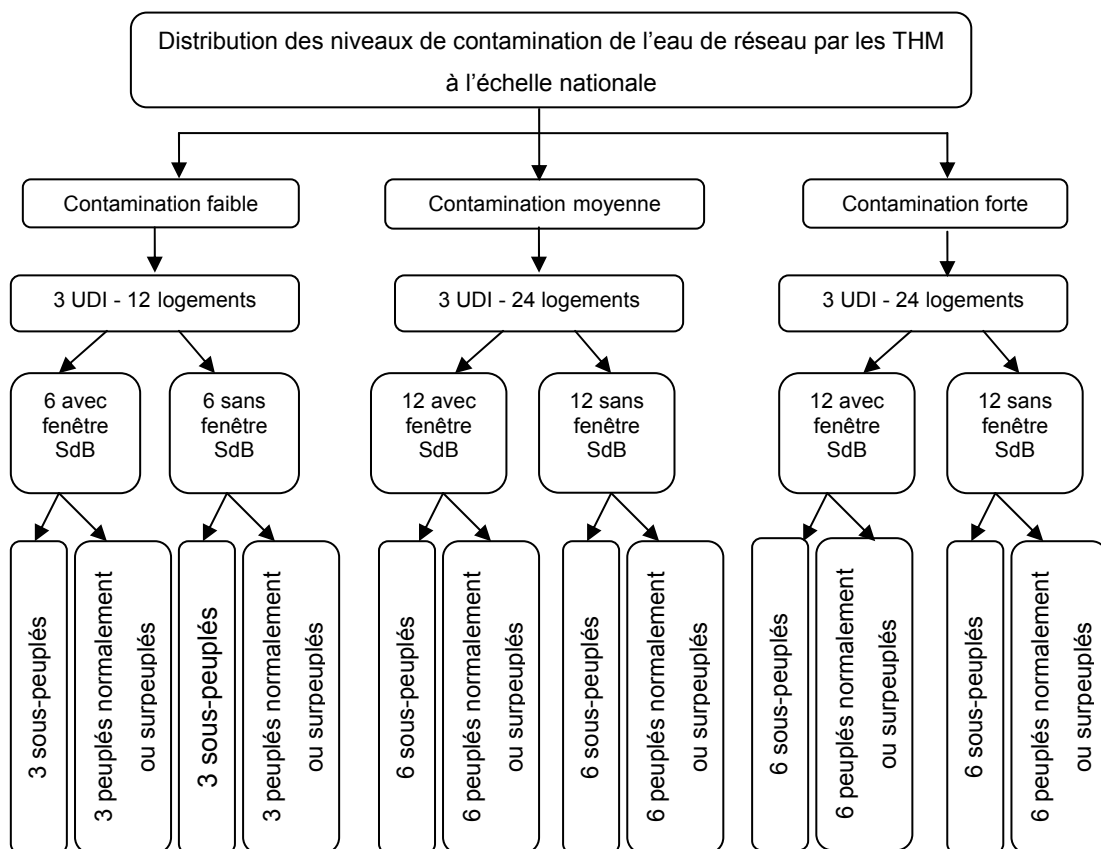 Distribution des niveaux de contamination de l’eau de réseau par les THM
à l’échelle nationale
Contamination faible
Contamination moyenne
Contamination forte
3 UDI - 12 logements
3 UDI - 24 logements
3 UDI - 24 logements
6 avec
fenêtre
SdB
6 sans
fenêtre
SdB
12 avec
fenêtre
SdB
12 sans
fenêtre
SdB
12 avec
fenêtre
SdB
12 sans
fenêtre
SdB
3 sous-peuplés
3 peuplés normalement
ou surpeuplés
3 sous-peuplés
3 peuplés normalement
ou surpeuplés
6 sous-peuplés
6 peuplés normalement
ou surpeuplés
6 sous-peuplés
6 peuplés normalement
ou surpeuplés
6 sous-peuplés
6 peuplés normalement
ou surpeuplés
6 sous-peuplés
6 peuplés normalement
ou surpeuplés